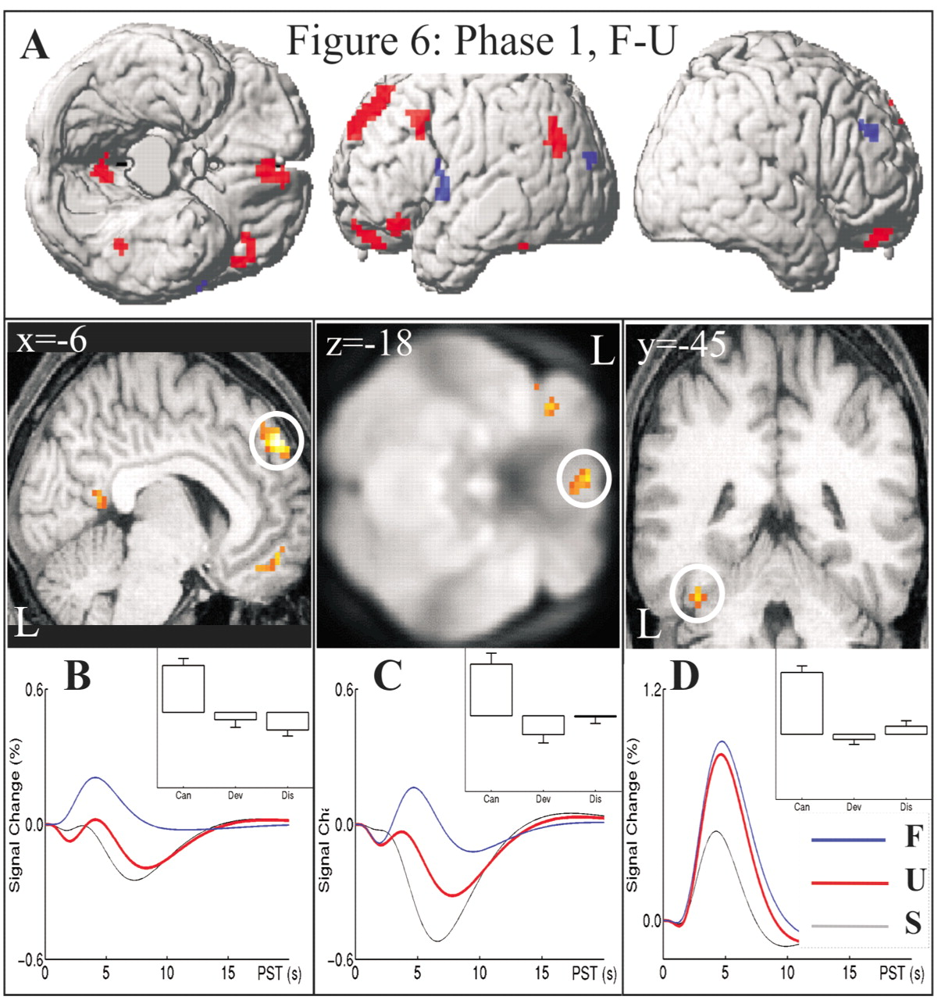 A
Figure 6: Phase 1, F-U
x=-6
L
z=-18
L
y=-45
L
B
0.6
0.0
−0.6
Signal Change (%)
Can Dev Dis
0 5 10 15 PST (s)
C
0.6
0.0
−0.6
Signal Cha
Can Dev Dis
0 5 10 15 PST (s)
D
1.2
0.0
Signal Change (%)
Can Dev Dis
F
U
S
0 5 10 15 PST (s)